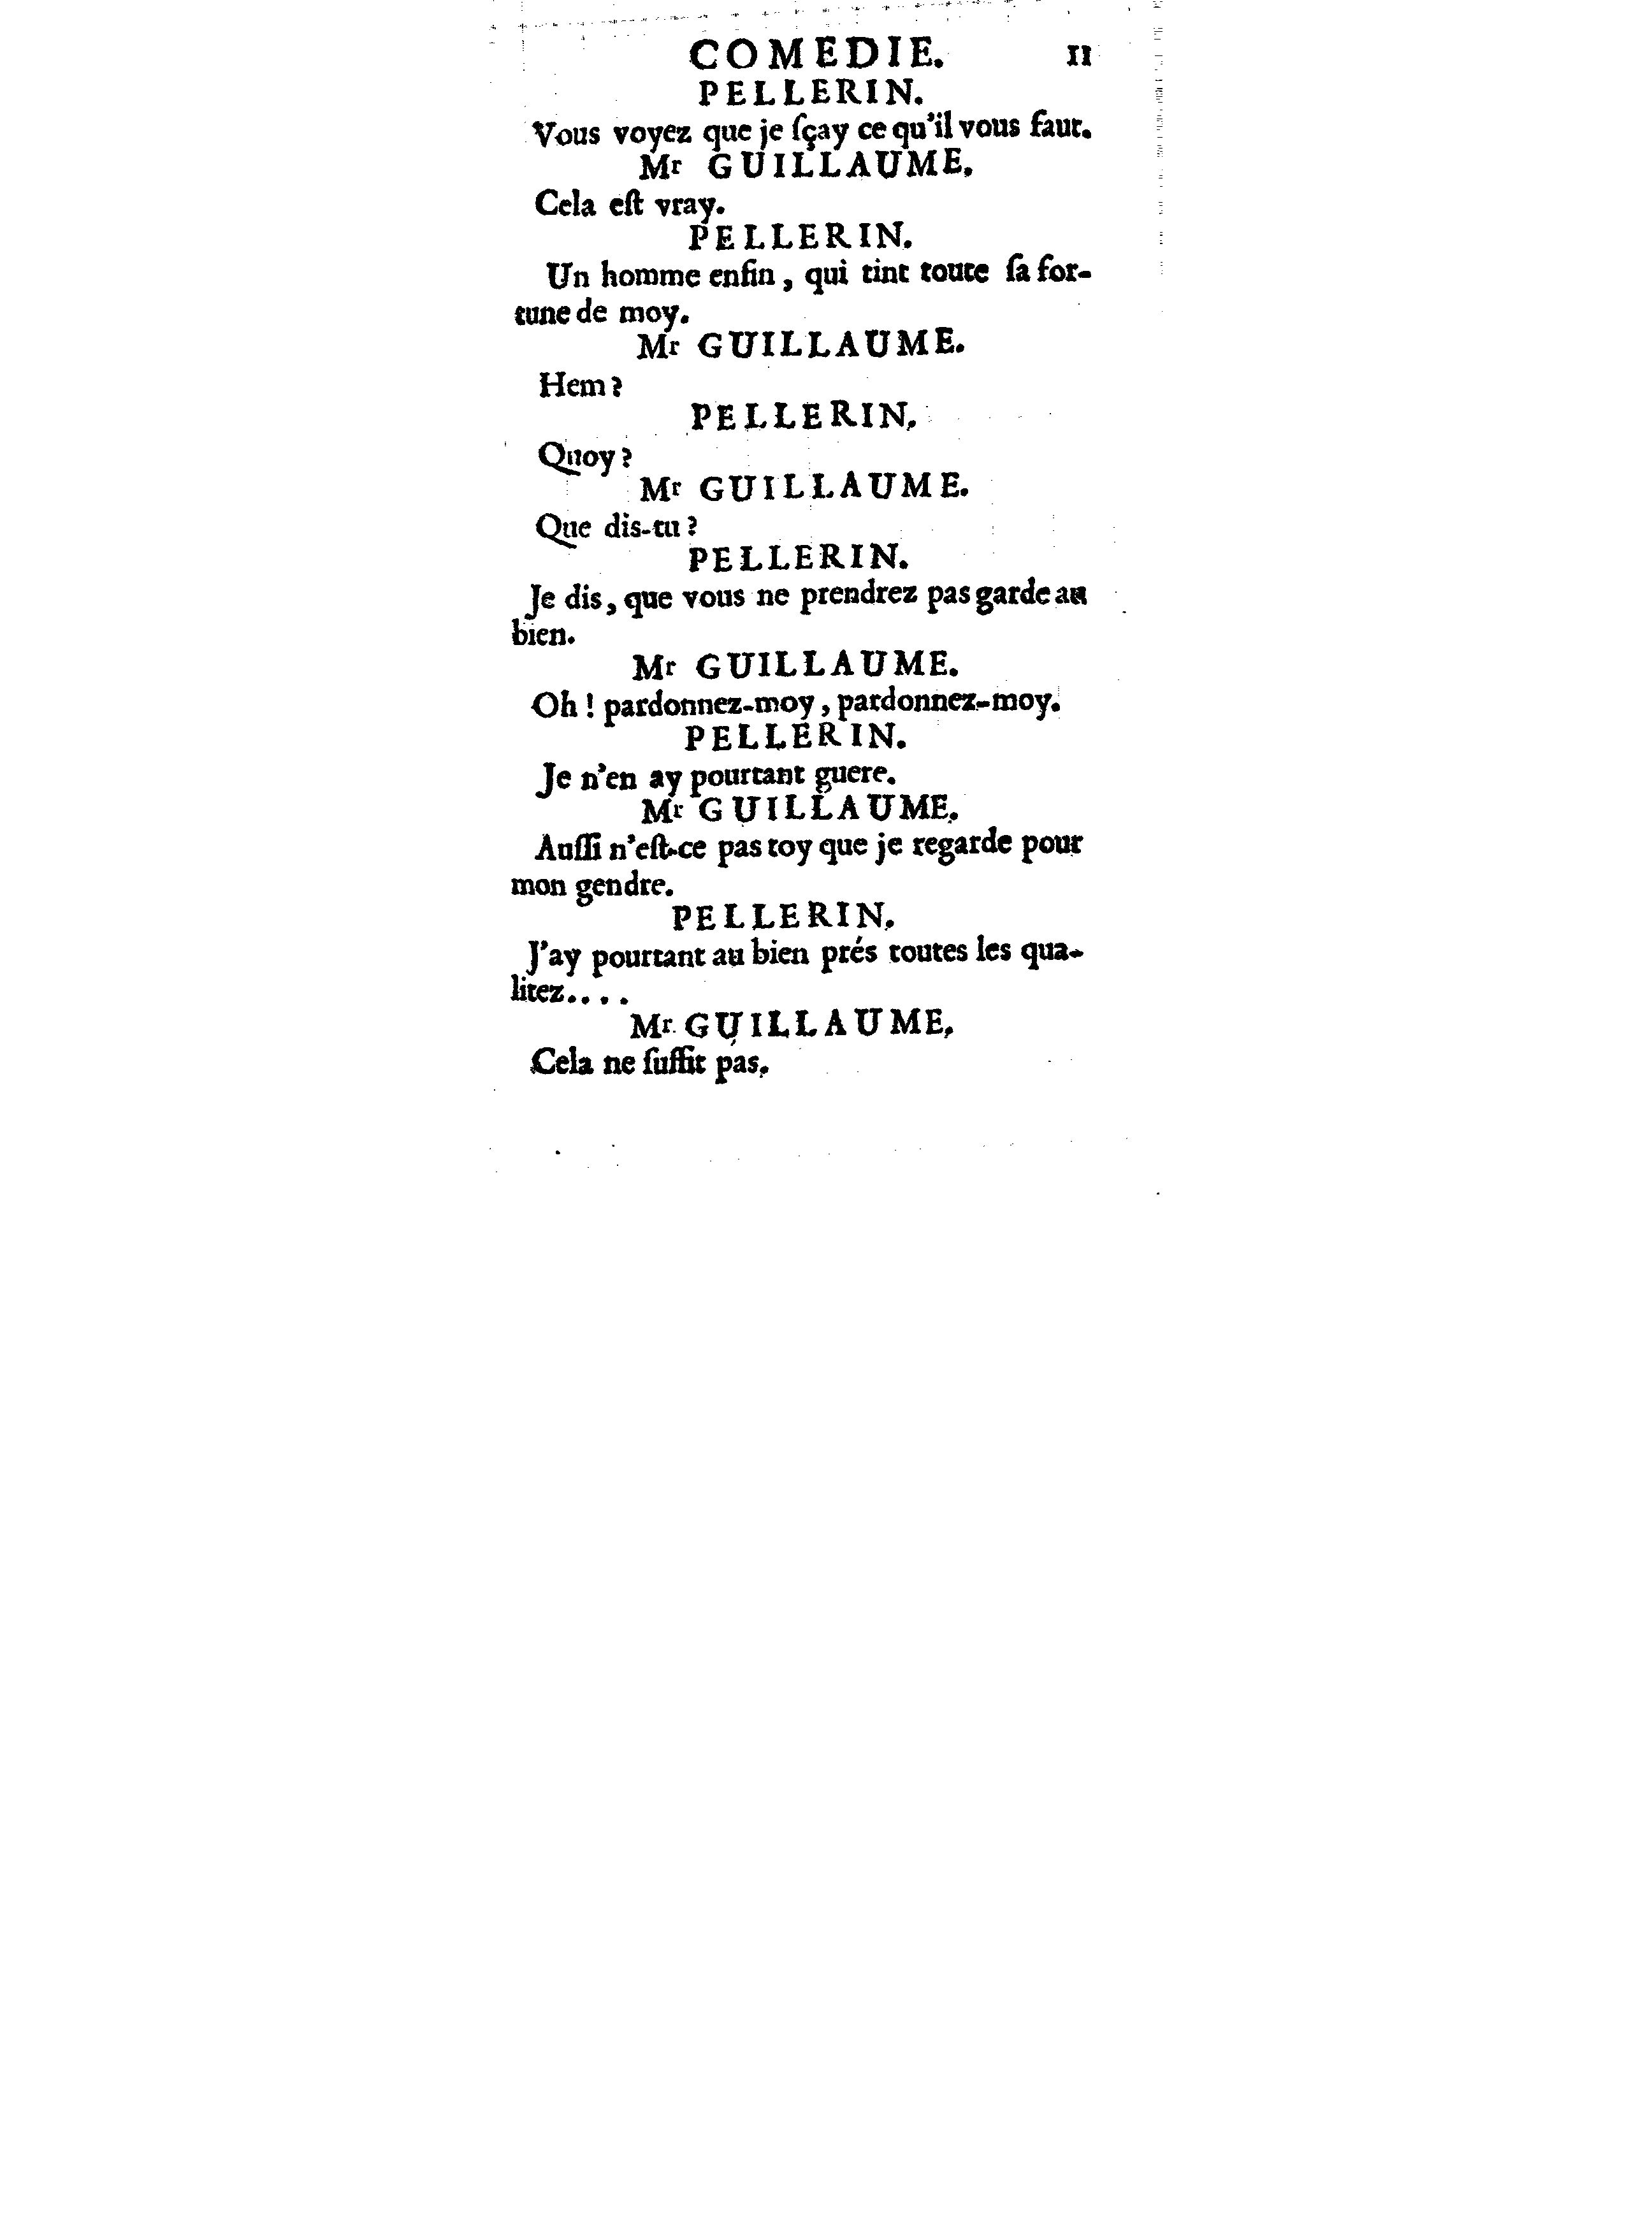 COMEDIE. 11
PELLERIN.
Vous voyez que je ſçay ce qu'il vous faut.
Mr GUILLAUME.
Cela eſt vray.
PELLERIN.
Un homme enfin, qui tint toute ſa for-
tune de moy.
Mr GUILLAUME.
Hem?
PELLERIN.
Quoy?
Mr GUILLAUME.
Que dis-tu?
PELLERIN.
Je dis, que vous ne prendrez pas garde au
bien.
Mr GUILLAUME.
Oh! pardonnez-moy, pardonnez-moy.
PELLERIN.
Je n'en ay pourtant guere.
Mr GUILLAUME.
Auſſi n'eſt-ce pas toy que je regarde pour
mon gendre.
PELLERIN.
J'ay pourtant au bien prés toutes les qua-
litez....
Mr. GUILLAUME,
Cela ne ſuffit pas.